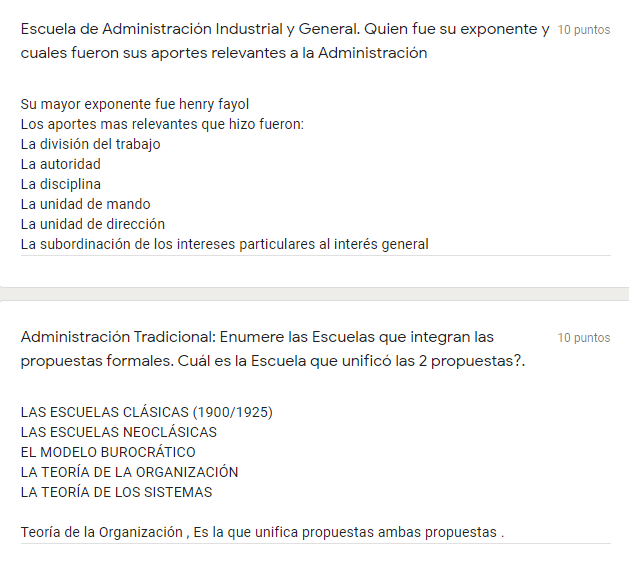 Escuela de Administración Industrial y General. Quien fue su exponente y 10 puntos
cuales fueron sus aportes relevantes a la Administración
Su mayor exponente fue henry fayol
Los aportes mas relevantes que hizo fueron:
La división del trabajo
La autoridad
La disciplina
La unidad de mando
La unidad de dirección
La subordinación de los intereses particulares al interés general
Administración Tradicional: Enumere las Escuelas que integran las 10 puntos
propuestas formales. Cuál es la Escuela que unificó las 2 propuestas?.
LAS ESCUELAS CLÁSICAS (1900/1925)
LAS ESCUELAS NEOCLÁSICAS
EL MODELO BUROCRÁTICO
LA TEORÍA DE LA ORGANIZACIÓN
LA TEORÍA DE LOS SISTEMAS
Teoría de la Organización , Es la que unifica propuestas ambas propuestas .